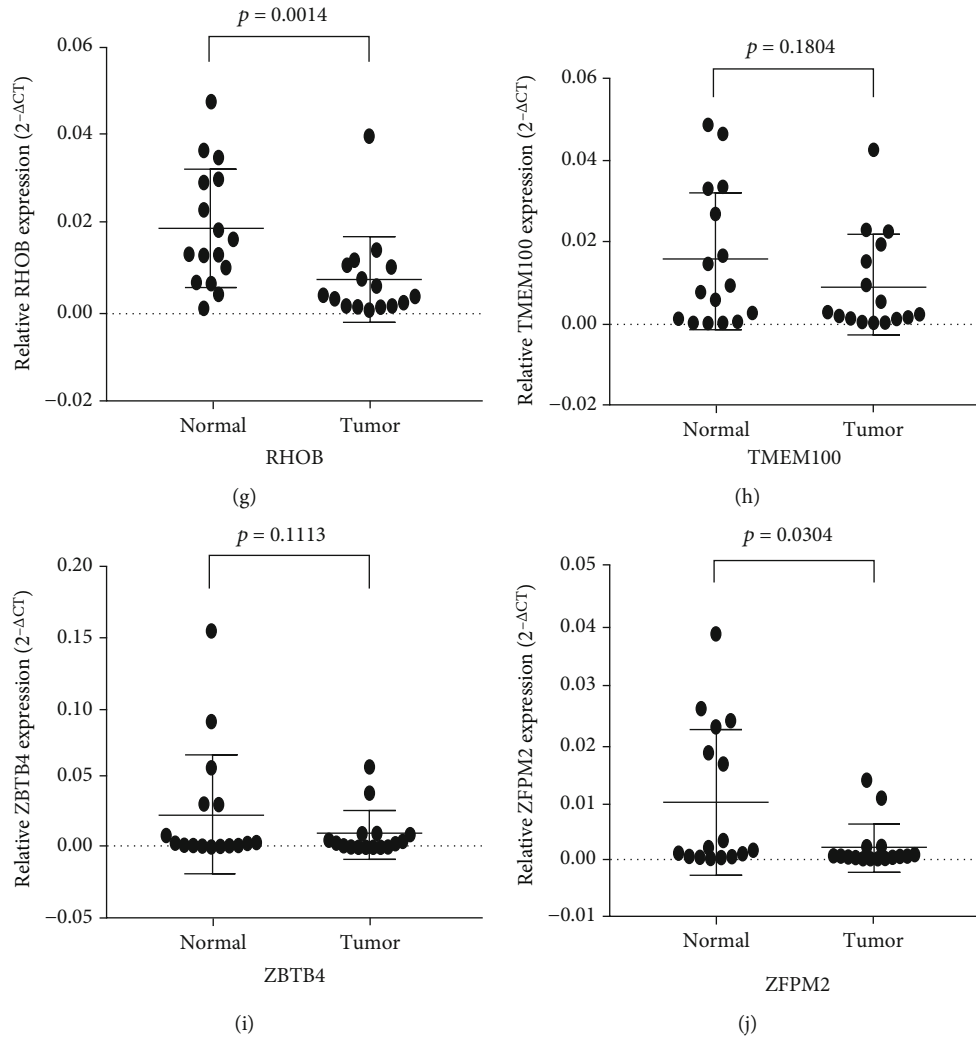 p = 0.0014
Relative RHOB expression (2⁻ΔCT)
0.06
0.04
0.02
0.00
−0.02
Normal
Tumor
RHOB
(g)
p = 0.1804
Relative TMEM100 expression (2⁻ΔCT)
0.06
0.04
0.02
0.00
−0.02
Normal
Tumor
TMEM100
(h)
p = 0.1113
Relative ZBTB4 expression (2⁻ΔCT)
0.20
0.15
0.10
0.05
0.00
−0.05
Normal
Tumor
ZBTB4
(i)
p = 0.0304
Relative ZFPM2 expression (2⁻ΔCT)
0.05
0.04
0.03
0.02
0.01
0.00
−0.01
Normal
Tumor
ZFPM2
(j)